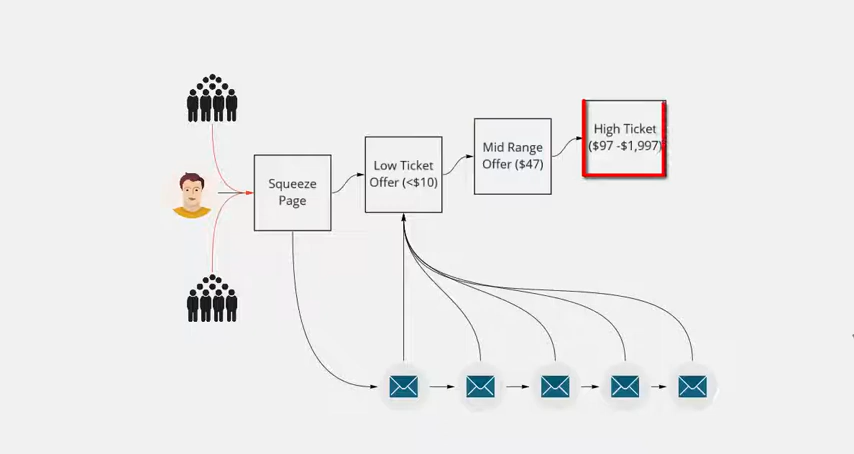 Squeeze
Page
Low Ticket
Offer (<$10)
Mid Range
Offer ($47)
High Ticket
($97 -$1,997)